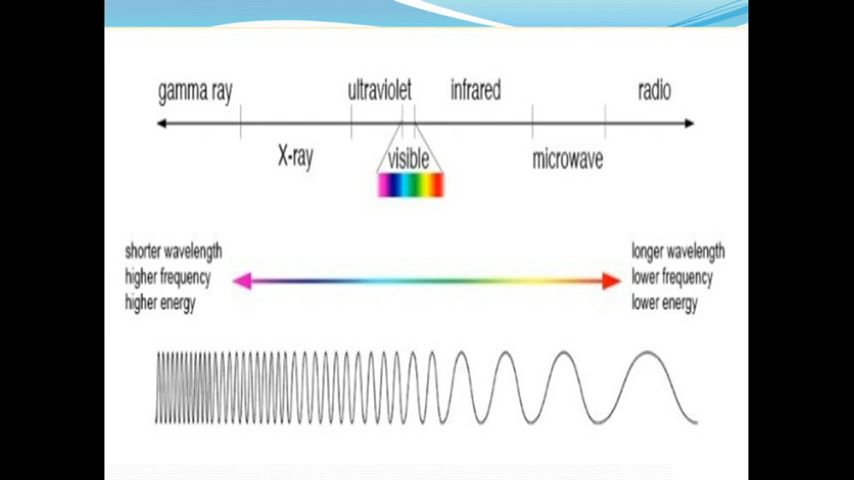 gamma ray ultraviolet infrared radio
X-ray visible microwave
shorter wavelength
higher frequency
higher energy
longer wavelength
lower frequency
lower energy